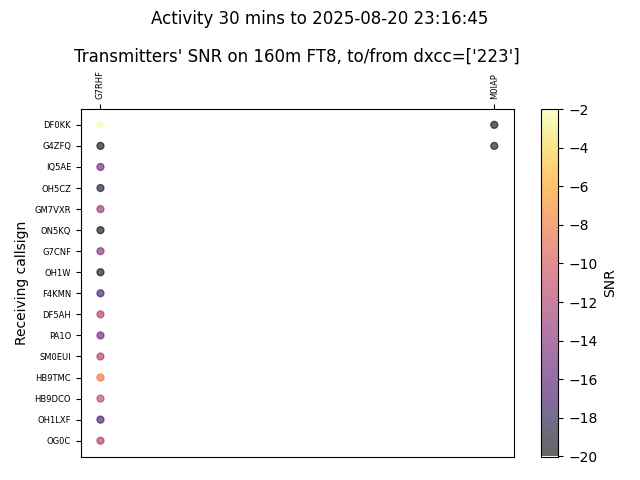 Activity 30 mins to 2025-08-20 23:16:45
Transmitters' SNR on 160m FT8, to/from dxcc=['223']
G7RHF
M0IAP
DF0KK
G4ZFQ
IQ5AE
OH5CZ
GM7VXR
ON5KQ
G7CNF
OH1W
F4KMN
DF5AH
PA1O
SM0EUI
HB9TMC
HB9DCO
OH1LXF
OG0C
Receiving callsign
−2
−4
−6
−8
−10
−12
−14
−16
−18
−20
SNR